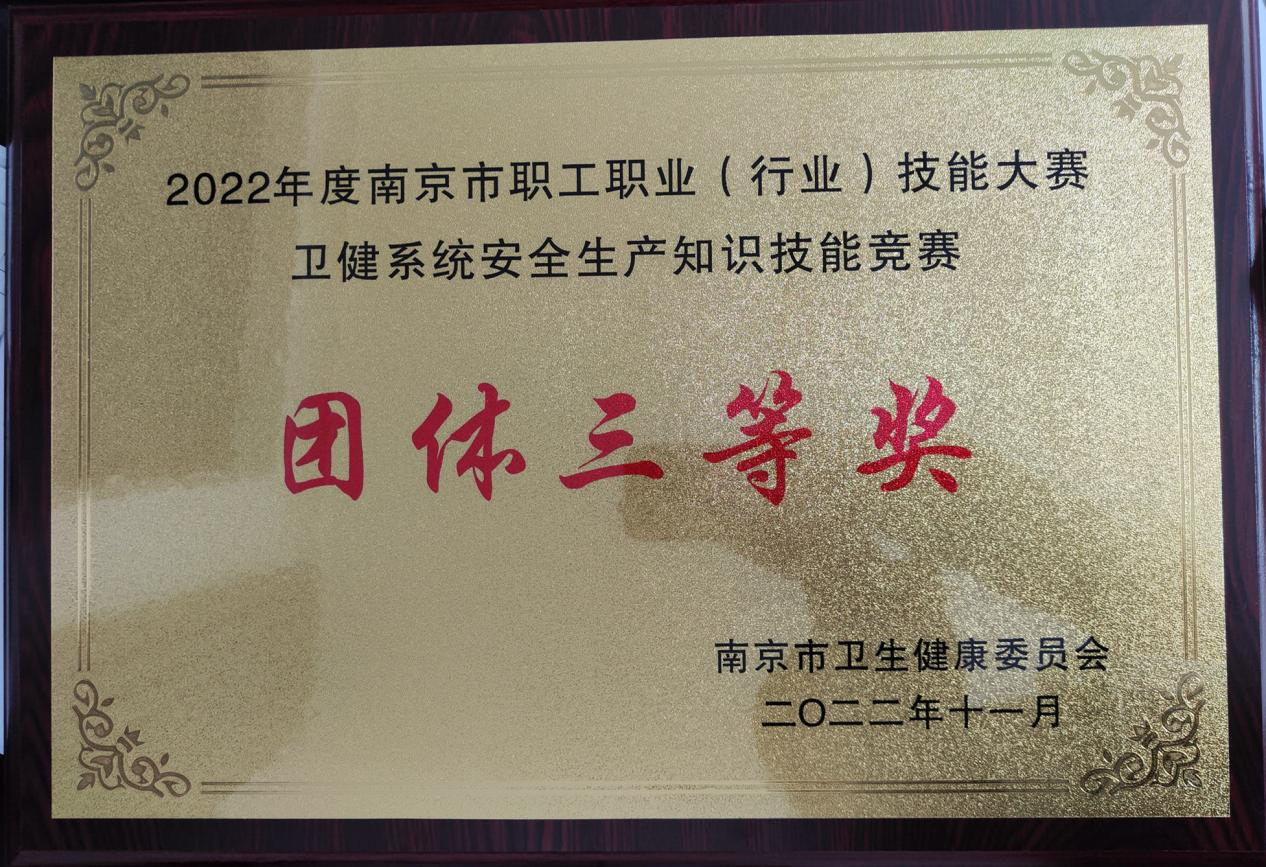 2022年度南京市职工职业（行业）技能大赛
卫健系统安全生产知识技能竞赛
团体三等奖
南京市卫生健康委员会
二〇二二年十一月